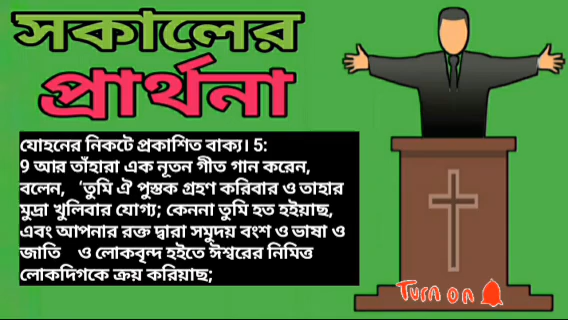 সকালের
প্রার্থনা
যোহনের নিকটে প্রকাশিত বাক্য। 5:
9 আর তাঁহারা এক নূতন গীত গান করেন,
বলেন, ‘তুমি ঐ পুস্তক গ্রহণ করিবার ও তাহার
মুদ্রা খুলিবার যোগ্য; কেননা তুমি হত হইয়াছ,
এবং আপনার রক্ত দ্বারা সমুদয় বংশ ও ভাষা ও
জাতি ও লোকবৃন্দ হইতে ঈশ্বরের নিমিত্ত
লোকদিগকে ক্রয় করিয়াছ;
Turn on